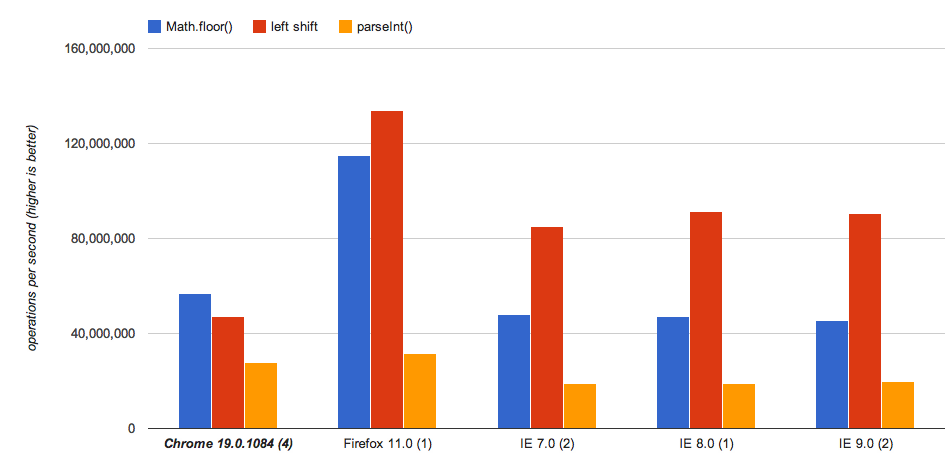 Math.floor() left shift parseInt()
160,000,000
120,000,000
80,000,000
40,000,000
0
operations per second (higher is better)
Chrome 19.0.1084 (4) Firefox 11.0 (1) IE 7.0 (2) IE 8.0 (1) IE 9.0 (2)